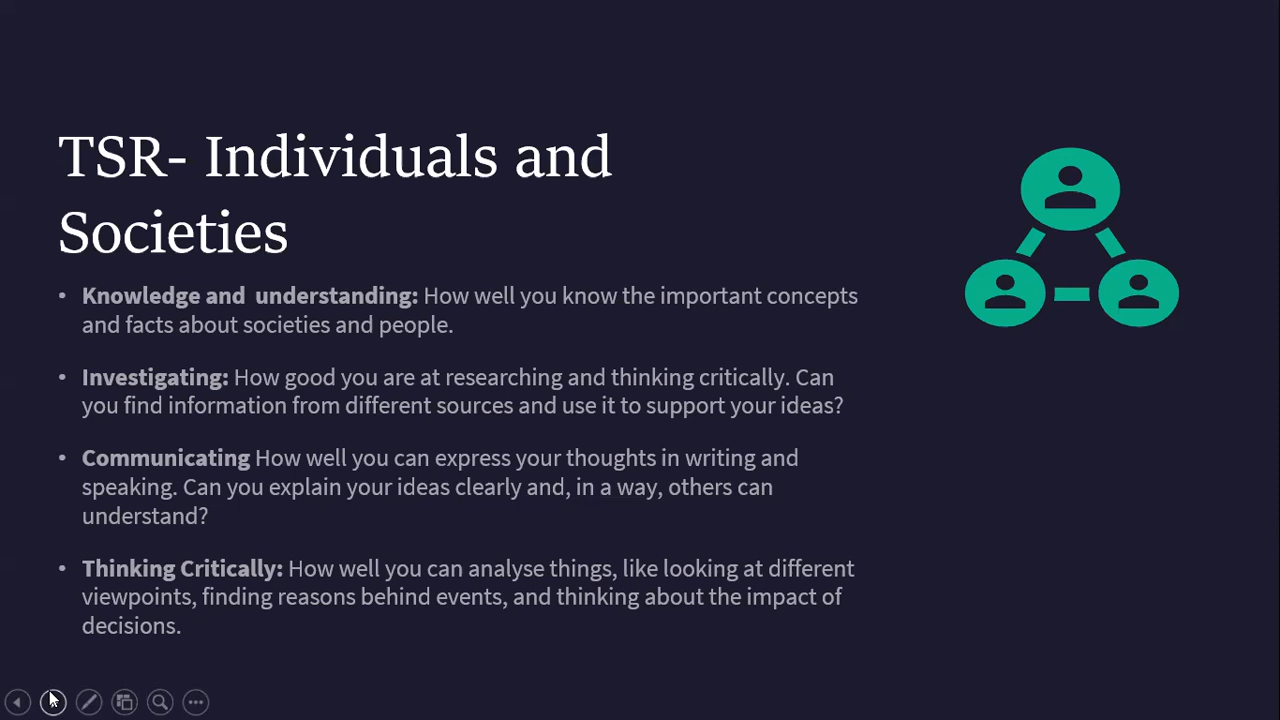 TSR- Individuals and
Societies
• Knowledge and  understanding: How well you know the important concepts
and facts about societies and people.
• Investigating: How good you are at researching and thinking critically. Can
you find information from different sources and use it to support your ideas?
• Communicating How well you can express your thoughts in writing and
speaking. Can you explain your ideas clearly and, in a way, others can
understand?
• Thinking Critically: How well you can analyse things, like looking at different
viewpoints, finding reasons behind events, and thinking about the impact of
decisions.